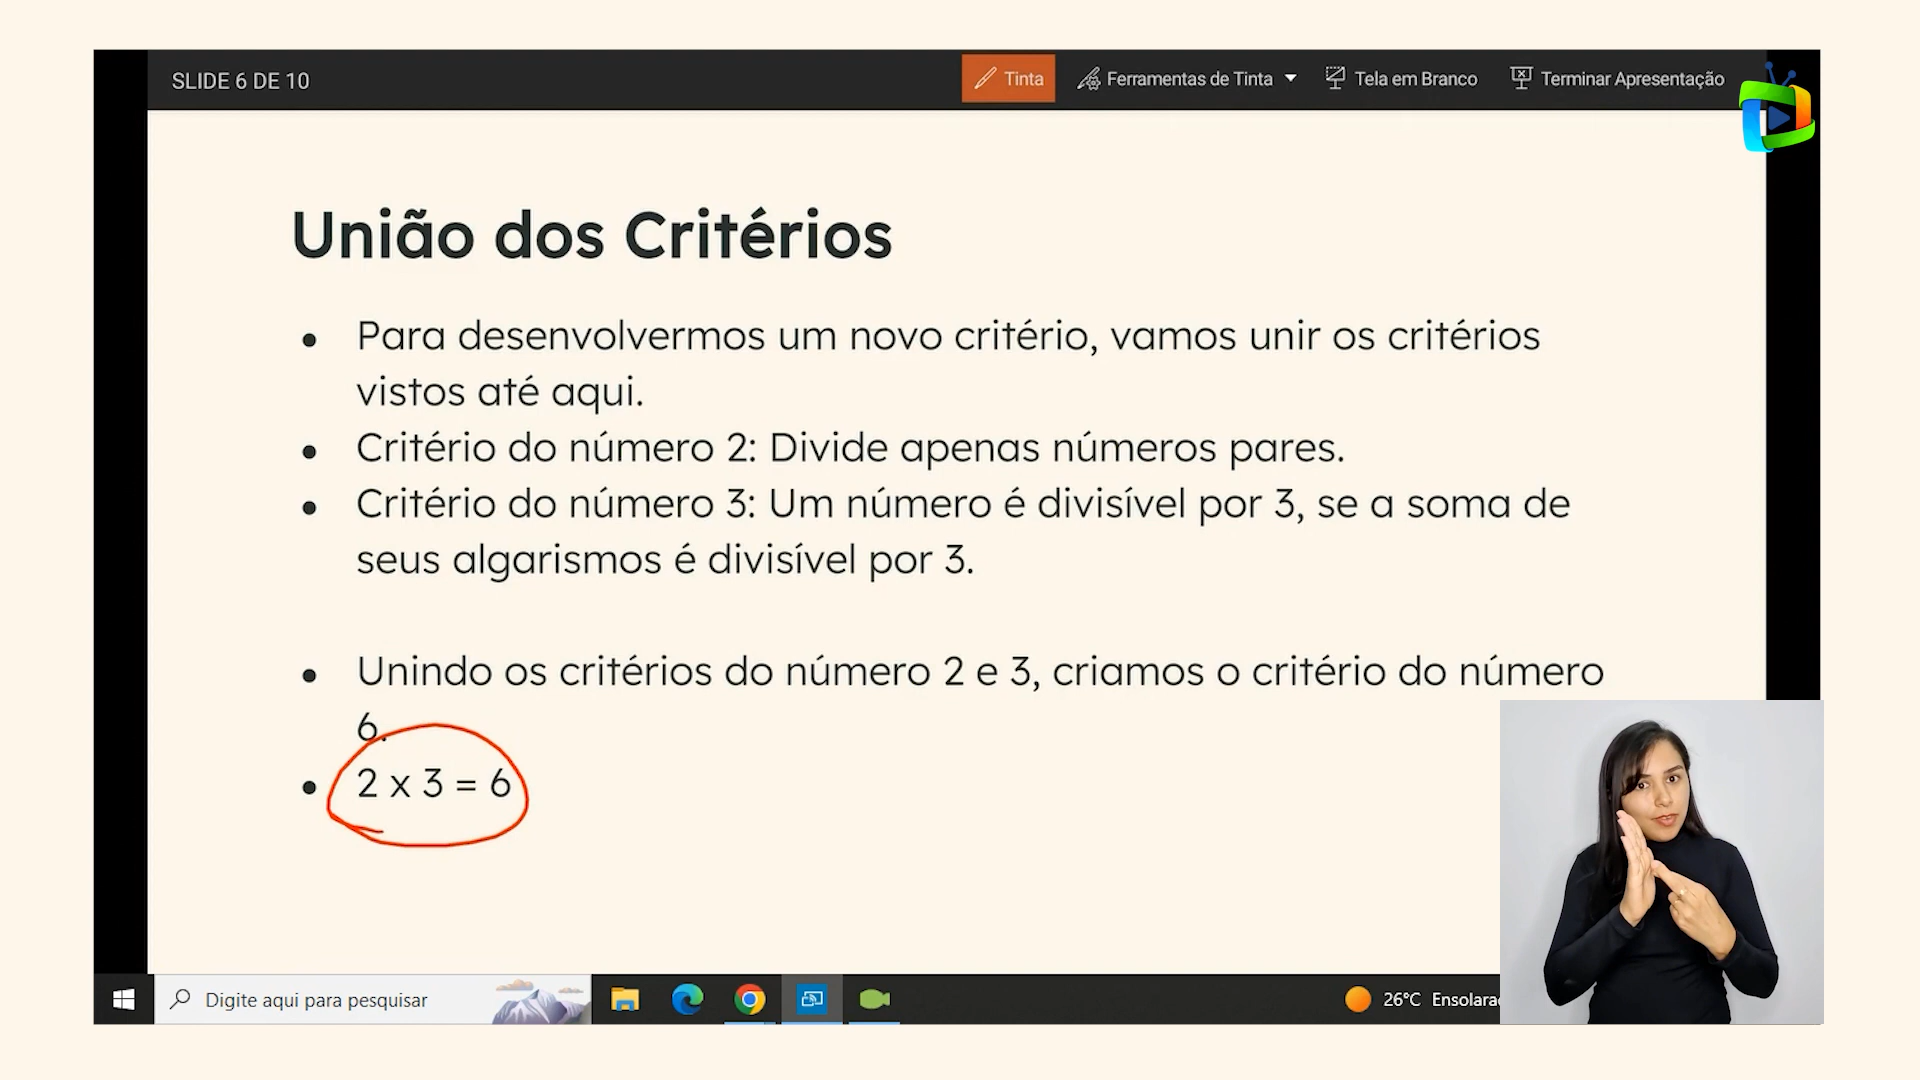 SLIDE 6 DE 10
Tinta
Ferramentas de Tinta
Tela em Branco
Terminar Apresentação
União dos Critérios
Para desenvolvermos um novo critério, vamos unir os critérios
vistos até aqui.
Critério do número 2: Divide apenas números pares.
Critério do número 3: Um número é divisível por 3, se a soma de
seus algarismos é divisível por 3.
Unindo os critérios do número 2 e 3, criamos o critério do número
6.
2 x 3 = 6
Digite aqui para pesquisar
26°C